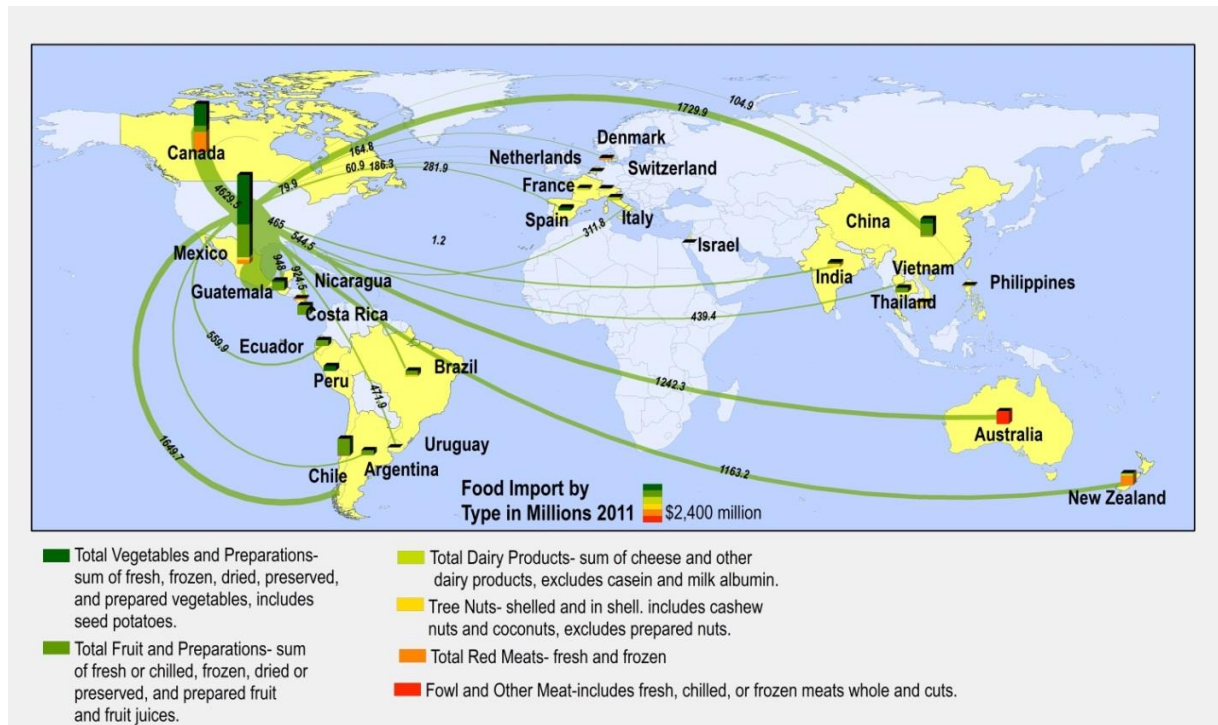 104.9
1729.9
Denmark
164.8
Netherlands
Switzerland
Canada
60.9 186.3
281.9
79.9
France
4629.5
Spain
Italy
China
465
311.8
544.5
1.2
Israel
Mexico
948
924.5
Nicaragua
India
Vietnam
Philippines
Guatemala
Thailand
Costa Rica
439.4
559.9
Ecuador
Peru
Brazil
1242.3
471.9
Australia
Uruguay
1649.7
Chile
Argentina
1163.2
New Zealand
Food Import by
Type in Millions 2011
$2,400 million
Total Vegetables and Preparations-
sum of fresh, frozen, dried, preserved,
and prepared vegetables, includes
seed potatoes.
Total Fruit and Preparations- sum
of fresh or chilled, frozen, dried or
preserved, and prepared fruit
and fruit juices.
Total Dairy Products- sum of cheese and other
dairy products, excludes casein and milk albumin.
Tree Nuts- shelled and in shell. includes cashew
nuts and coconuts, excludes prepared nuts.
Total Red Meats- fresh and frozen
Fowl and Other Meat-includes fresh, chilled, or frozen meats whole and cuts.